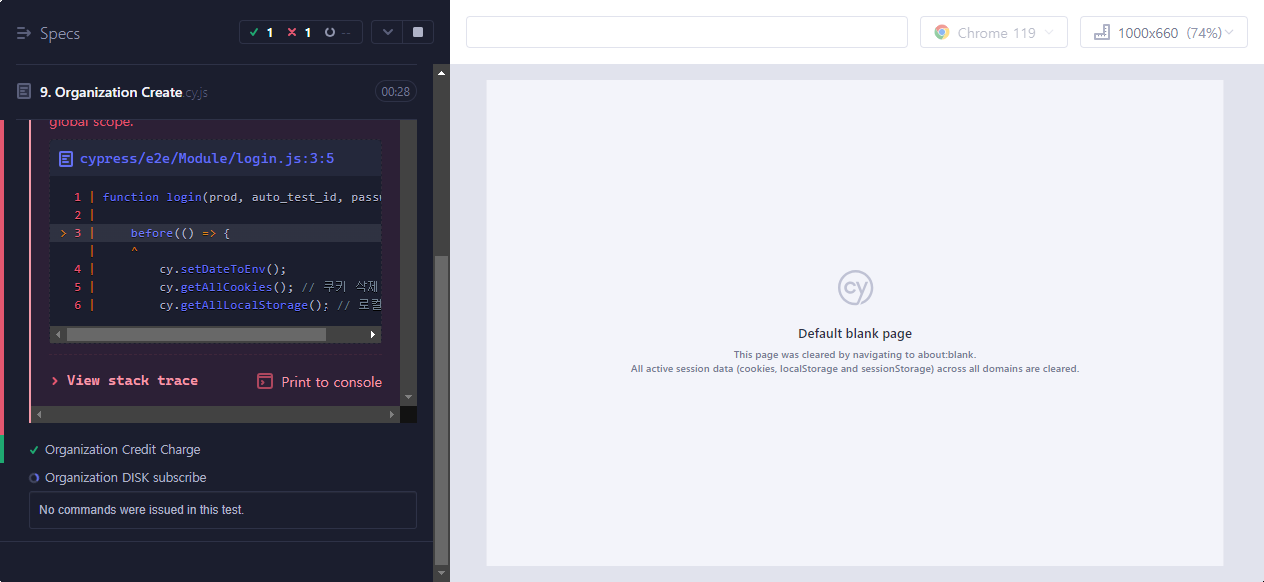 Specs
1 1 --
9. Organization Create.cy.js
00:28
global scope.
cypress/e2e/Module/login.js:3:5
1 | function login(prod, auto_test_id, passw
2 |
> 3 | before(() => {
| ^
4 | cy.setDateToEnv();
5 | cy.getAllCookies(); // 쿠키 삭제
6 | cy.getAllLocalStorage(); // 로컬
> View stack trace
Print to console
Organization Credit Charge
Organization DISK subscribe
No commands were issued in this test.
Chrome 119
1000x660 (74%)
cy
Default blank page
This page was cleared by navigating to about:blank.
All active session data (cookies, localStorage and sessionStorage) across all domains are cleared.